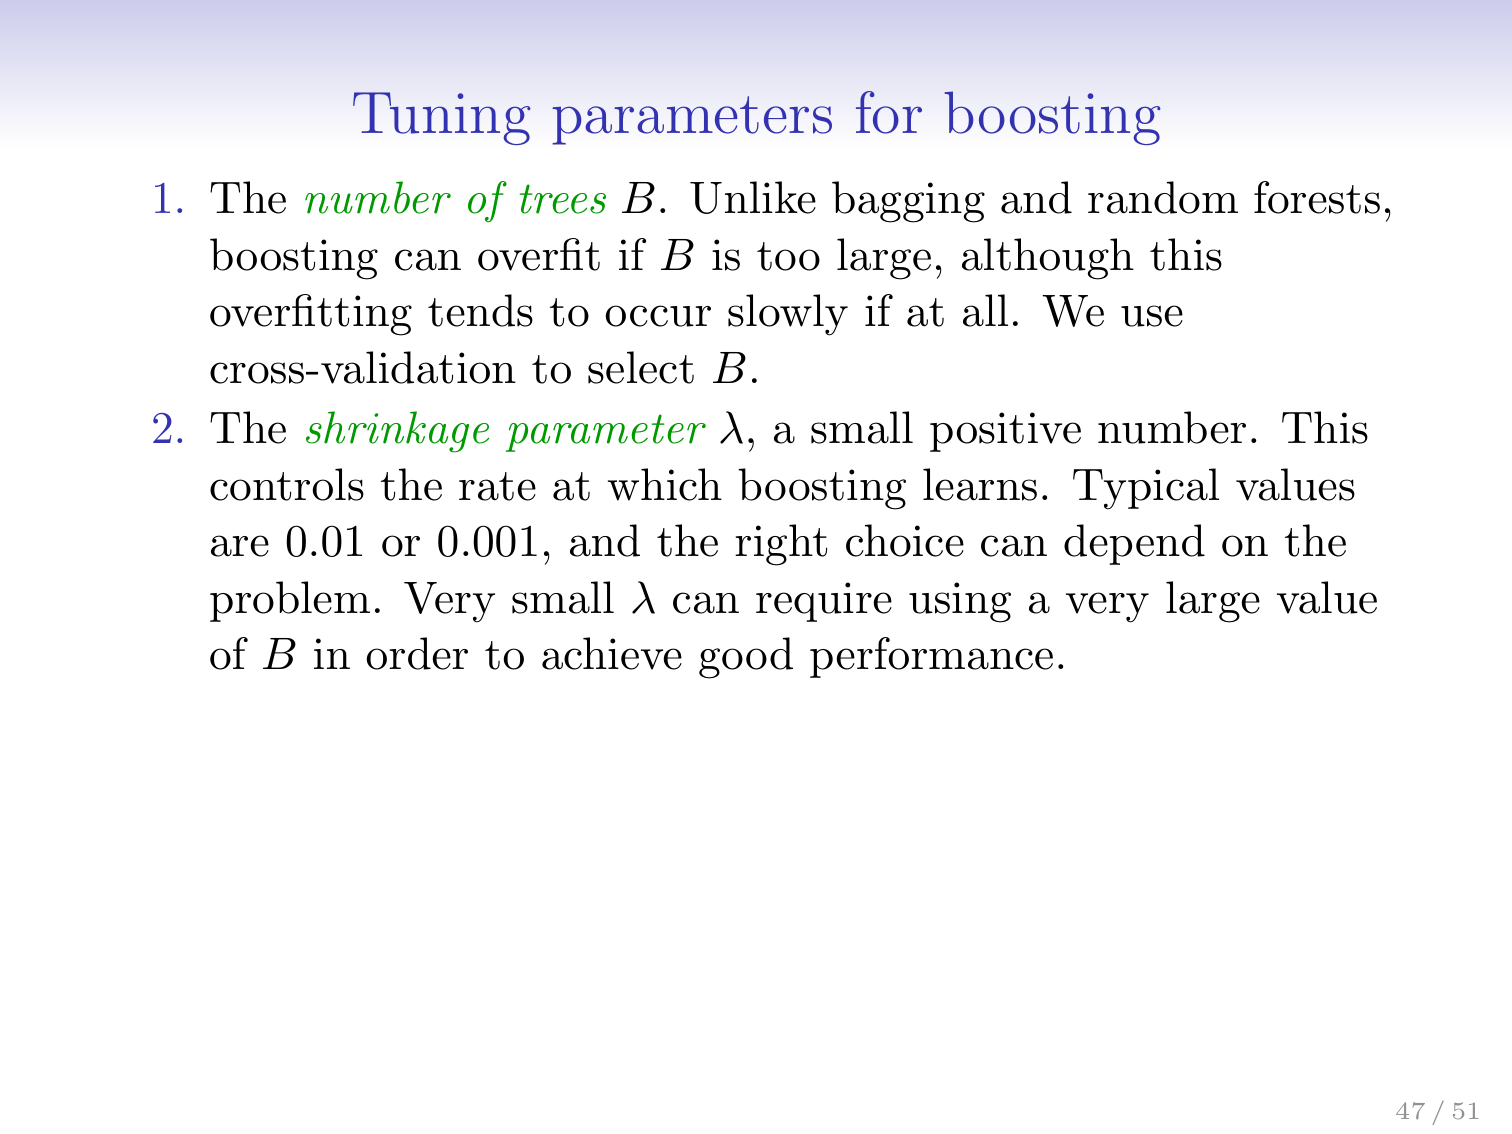 Tuning parameters for boosting
1. The number of trees B. Unlike bagging and random forests,
boosting can overfit if B is too large, although this
overfitting tends to occur slowly if at all. We use
cross-validation to select B.
2. The shrinkage parameter λ, a small positive number. This
controls the rate at which boosting learns. Typical values
are 0.01 or 0.001, and the right choice can depend on the
problem. Very small λ can require using a very large value
of B in order to achieve good performance.
47 / 51